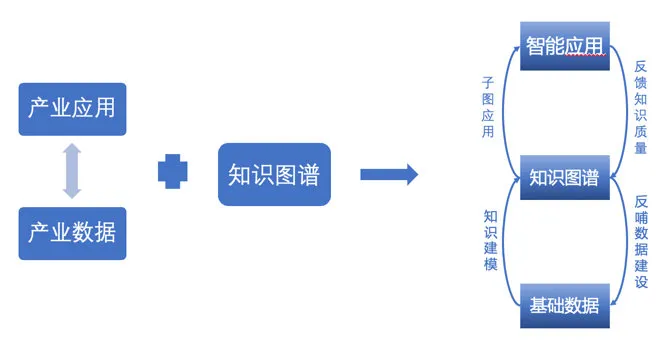 产业应用
产业数据
知识图谱
智能应用
子图应用
反馈知识质量
知识图谱
知识建模
反哺数据建设
基础数据